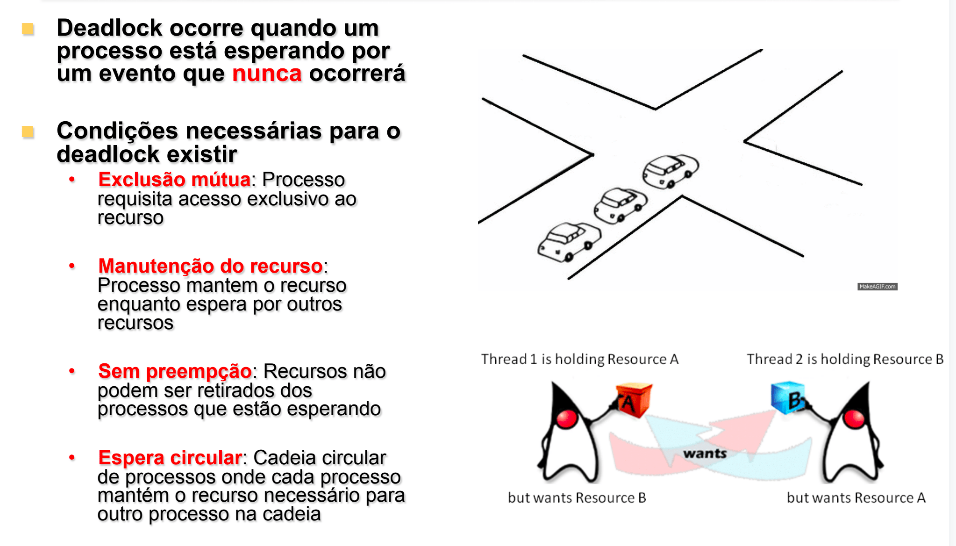 Deadlock ocorre quando um
processo está esperando por
um evento que nunca ocorrerá
Condições necessárias para o
deadlock existir
• Exclusão mútua: Processo
requisita acesso exclusivo ao
recurso
• Manutenção do recurso:
Processo mantem o recurso
enquanto espera por outros
recursos
• Sem preempção: Recursos não
podem ser retirados dos
processos que estão esperando
• Espera circular: Cadeia circular
de processos onde cada processo
mantém o recurso necessário para
outro processo na cadeia
MakeAGIF.com
Thread 1 is holding Resource A
Thread 2 is holding Resource B
A
B
wants
but wants Resource B
but wants Resource A